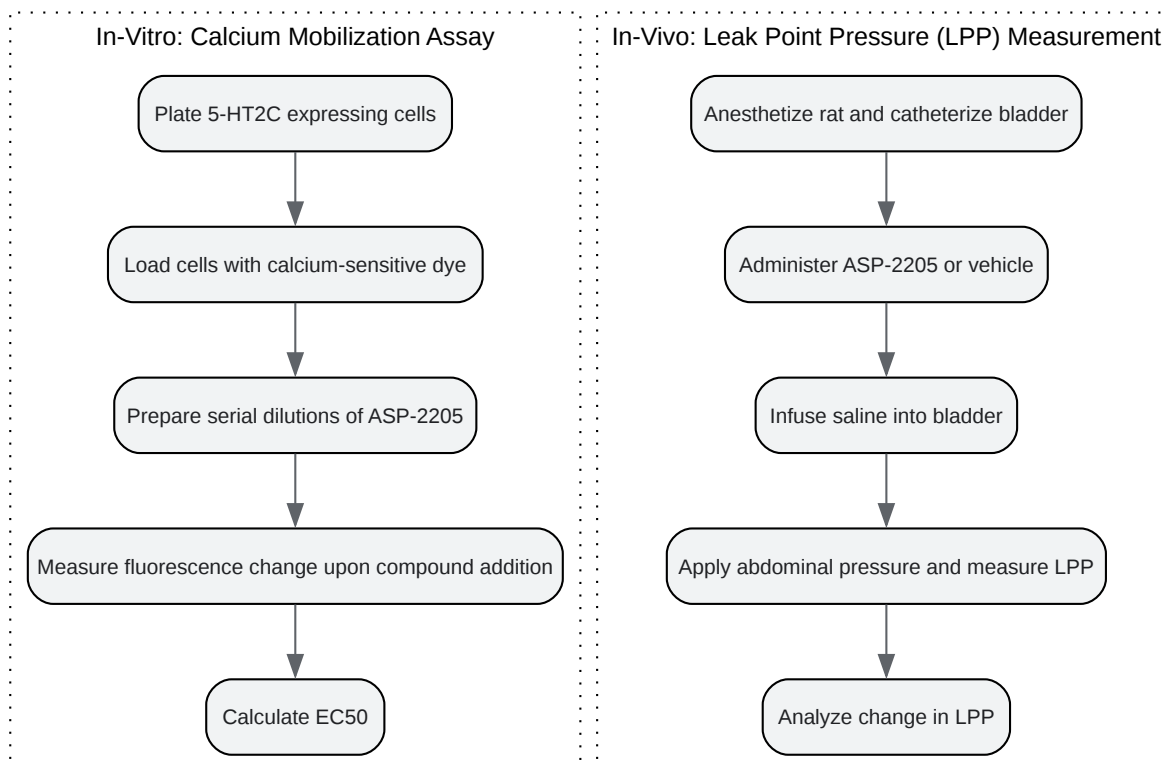 In-Vitro: Calcium Mobilization Assay
Plate 5-HT2C expressing cells
Load cells with calcium-sensitive dye
Prepare serial dilutions of ASP-2205
Measure fluorescence change upon compound addition
Calculate EC50
In-Vivo: Leak Point Pressure (LPP) Measurement
Anesthetize rat and catheterize bladder
Administer ASP-2205 or vehicle
Infuse saline into bladder
Apply abdominal pressure and measure LPP
Analyze change in LPP